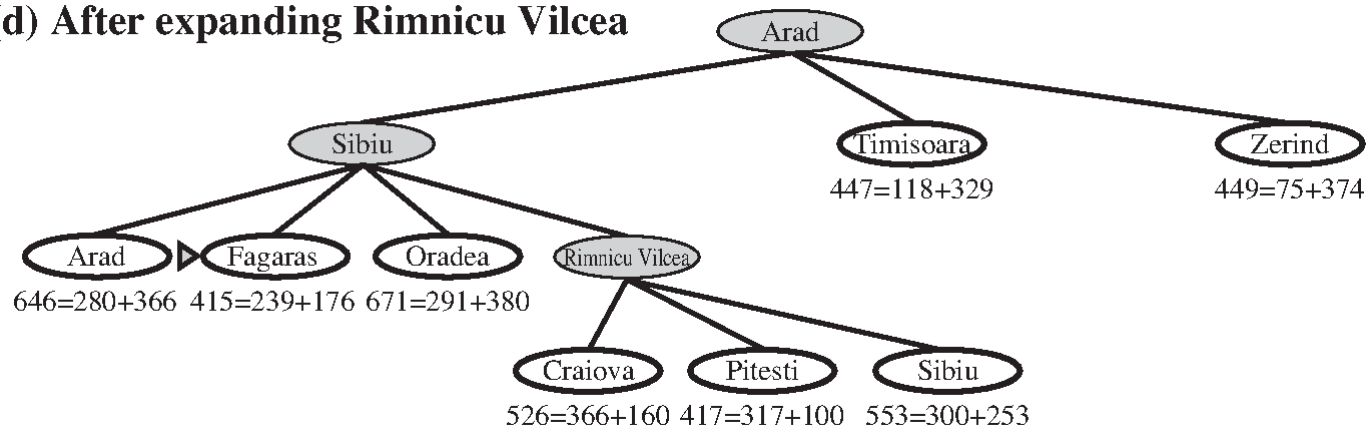 (d) After expanding Rimnicu Vilcea
Arad
Sibiu
Timisoara
Zerind
447=118+329
449=75+374
Arad
Fagaras
Oradea
Rimnicu Vilcea
646=280+366
415=239+176
671=291+380
Craiova
Pitesti
Sibiu
526=366+160
417=317+100
553=300+253